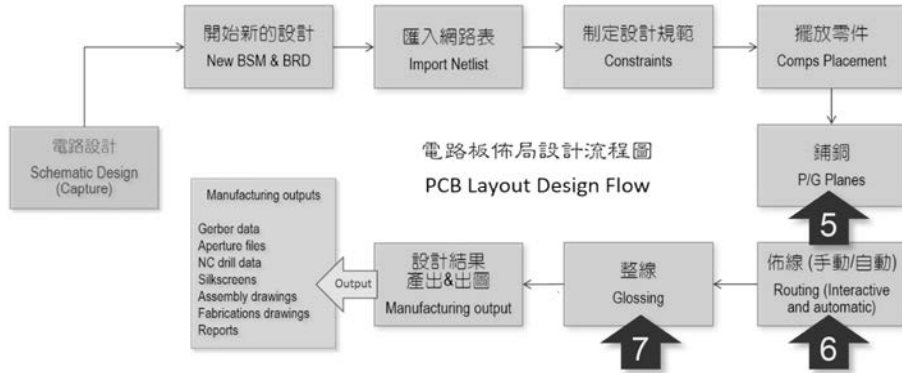 開始新的設計
New BSM & BRD
匯入網路表
Import Netlist
制定設計規範
Constraints
擺放零件
Comps Placement
電路設計
Schematic Design
(Capture)
電路板佈局設計流程圖
PCB Layout Design Flow
鋪銅
P/G Planes
5
佈線 (手動/自動)
Routing (Interactive
and automatic)
6
整線
Glossing
7
設計結果
產出&出圖
Manufacturing output
Output
Manufacturing outputs
Gerber data
Aperture files
NC drill data
Silkscreens
Assembly drawings
Fabrications drawings
Reports